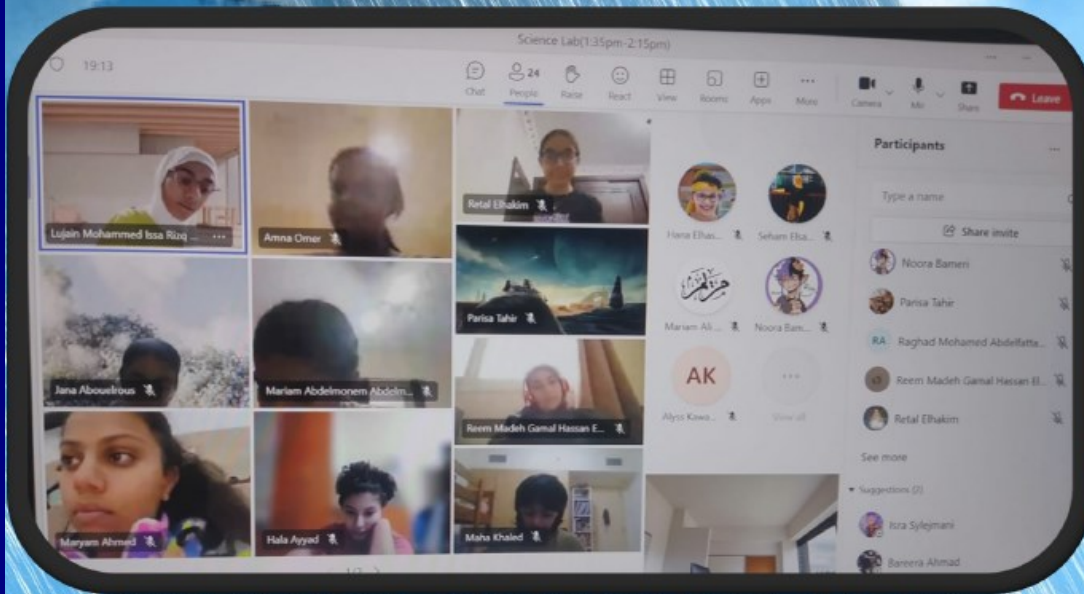 Science Lab(1:35pm-2:15pm)
19:13
Chat
24
People
Raise
React
View
Rooms
Apps
More
Camera
Mic
Share
Leave
Lujain Mohammed Issa Rizq ... ...
Amna Omer
Retal Elhakim
Parisa Tahir
Jana Abouelrous
Mariam Abdelmonem Abdelm...
Reem Madeh Gamal Hassan E...
Maryam Ahmed
Hala Ayyad
Maha Khaled
Hana Elhas...
Seham Elsa...
مريم
Mariam Ali ...
Noora Bam...
AK
Alyss Kawa...
View all
1/2
Participants
Type a name
Share invite
Noora Bameri
Parisa Tahir
RA Raghad Mohamed Abdelfatta...
Reem Madeh Gamal Hassan El...
Retal Elhakim
See more
Suggestions (2)
Isra Sylejmani
Bareera Ahmad